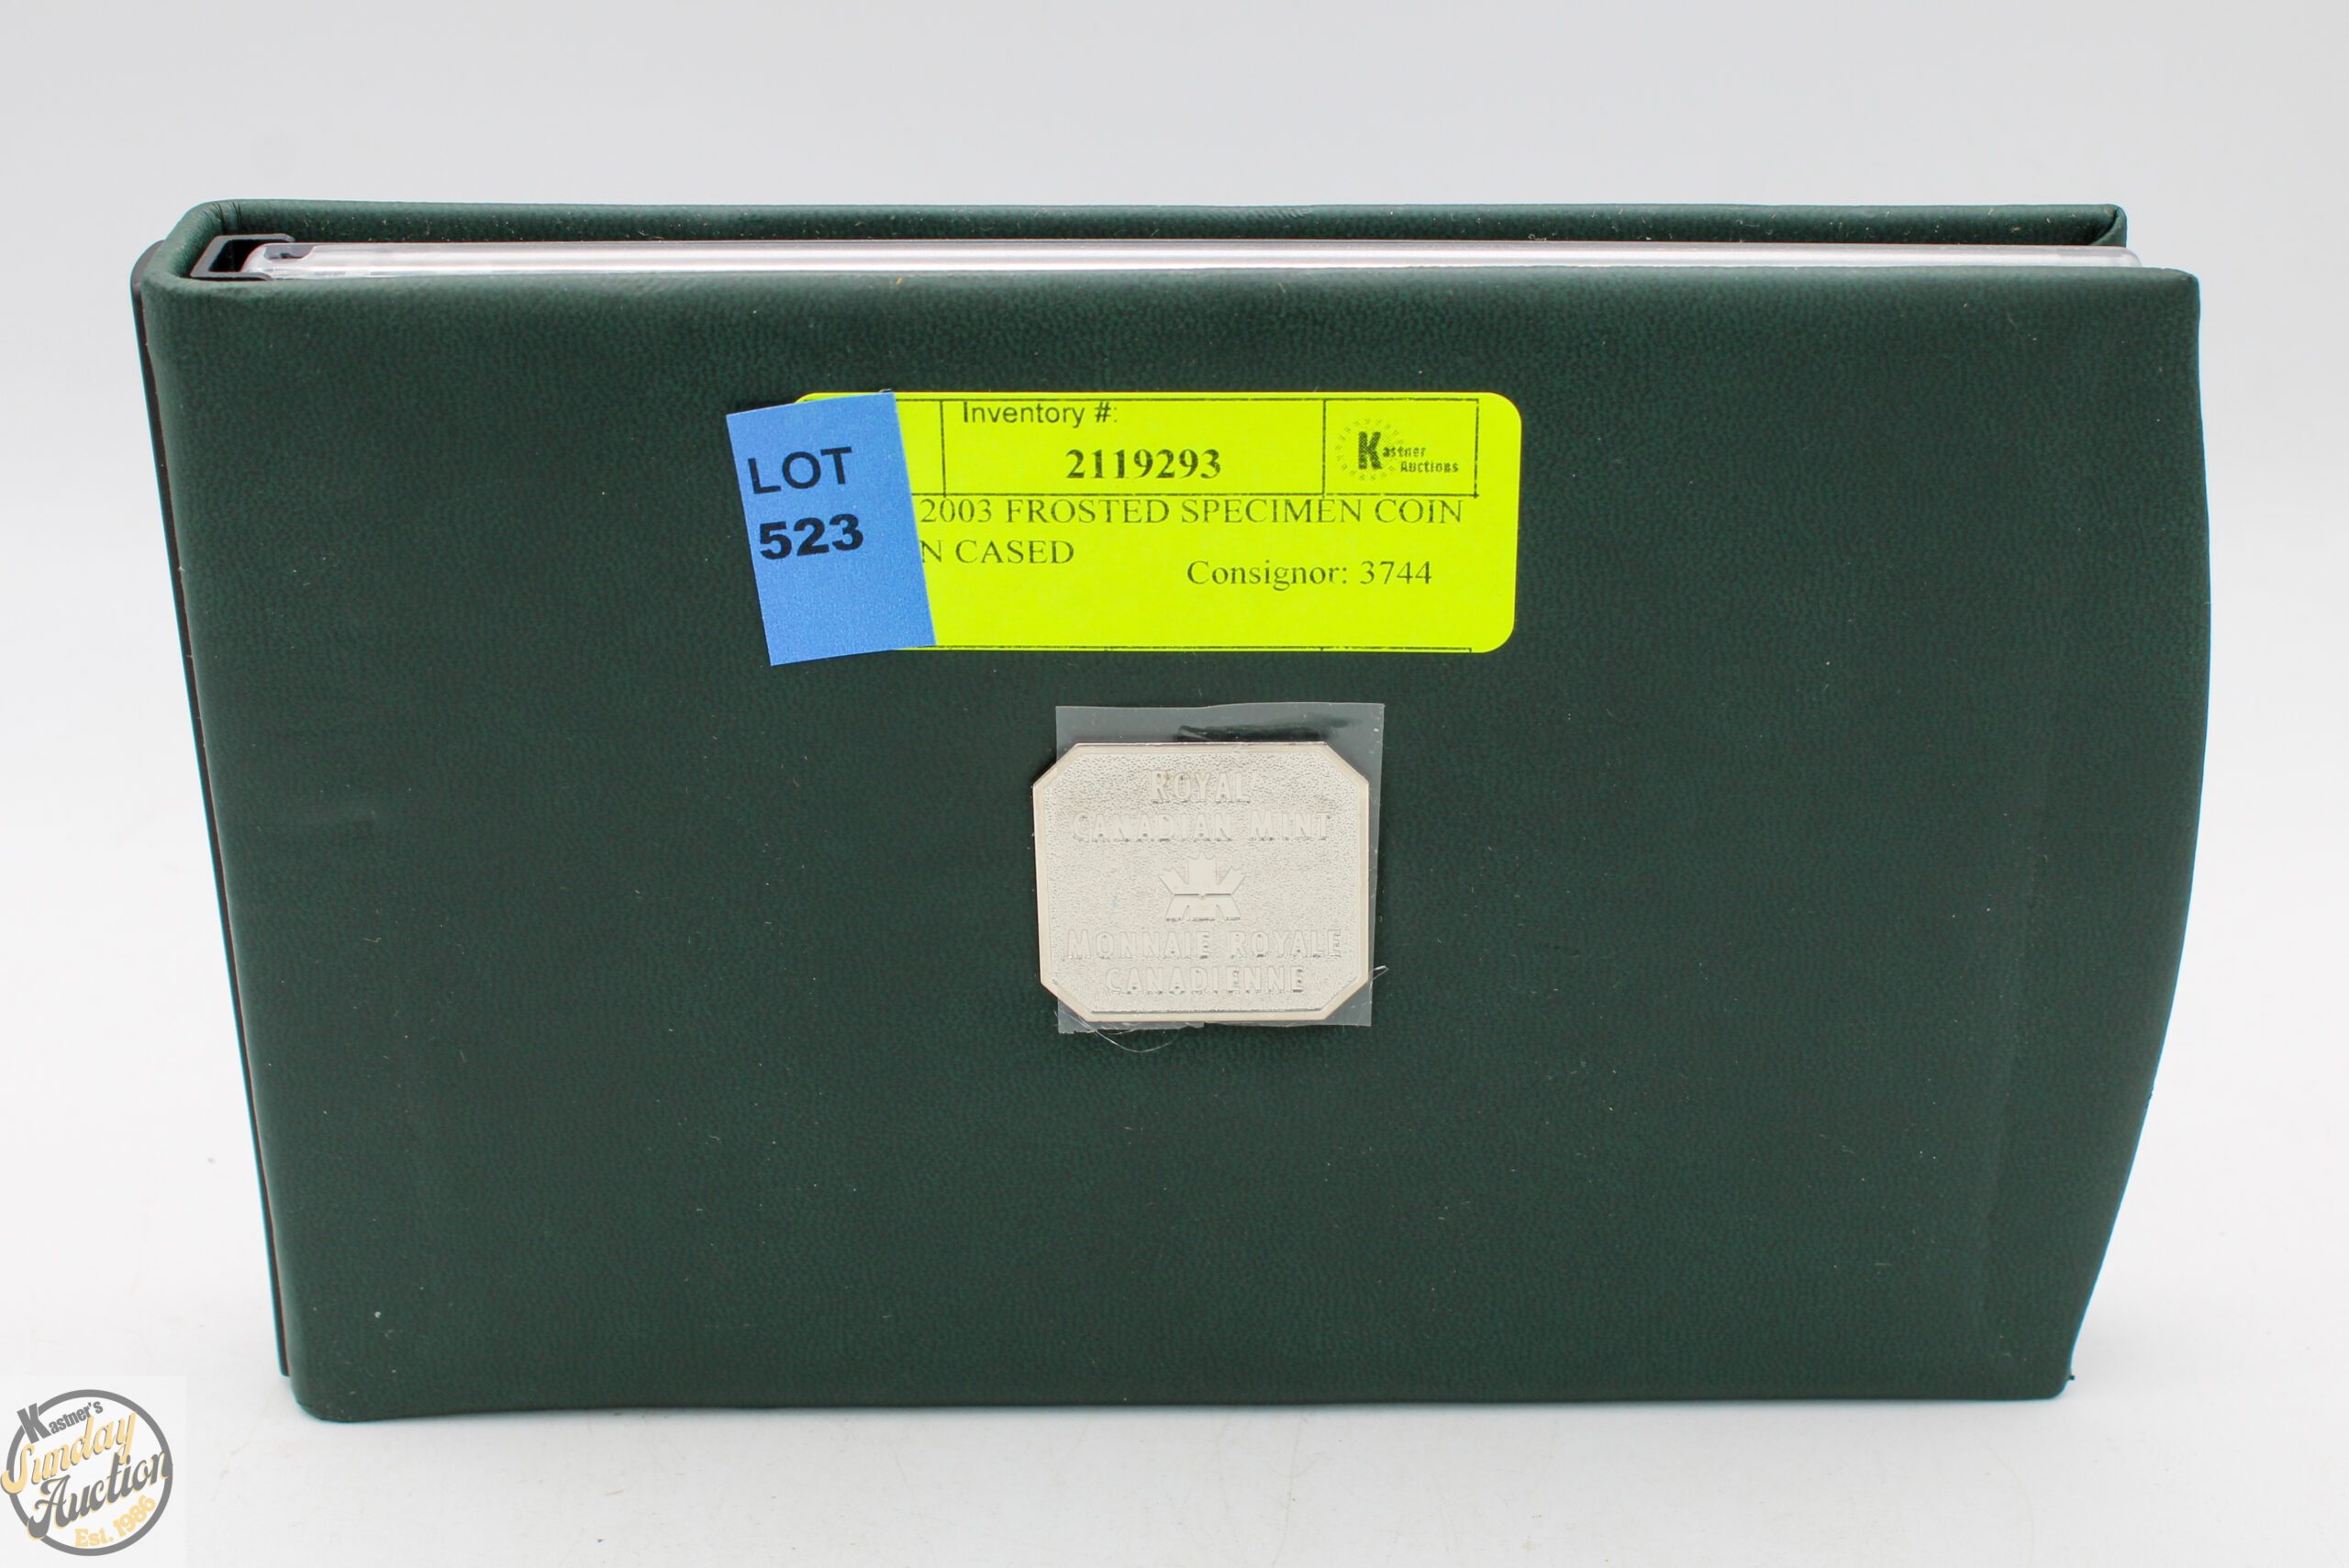 LOT
523
Inventory #:
2119293
Kastner
Auctions
2003 FROSTED SPECIMEN COIN
N CASED
Consignor: 3744
ROYAL
CANADIAN MINT
MONNAIE ROYALE
CANADIENNE
Kastner's
Sunday
Auction
Est. 1986